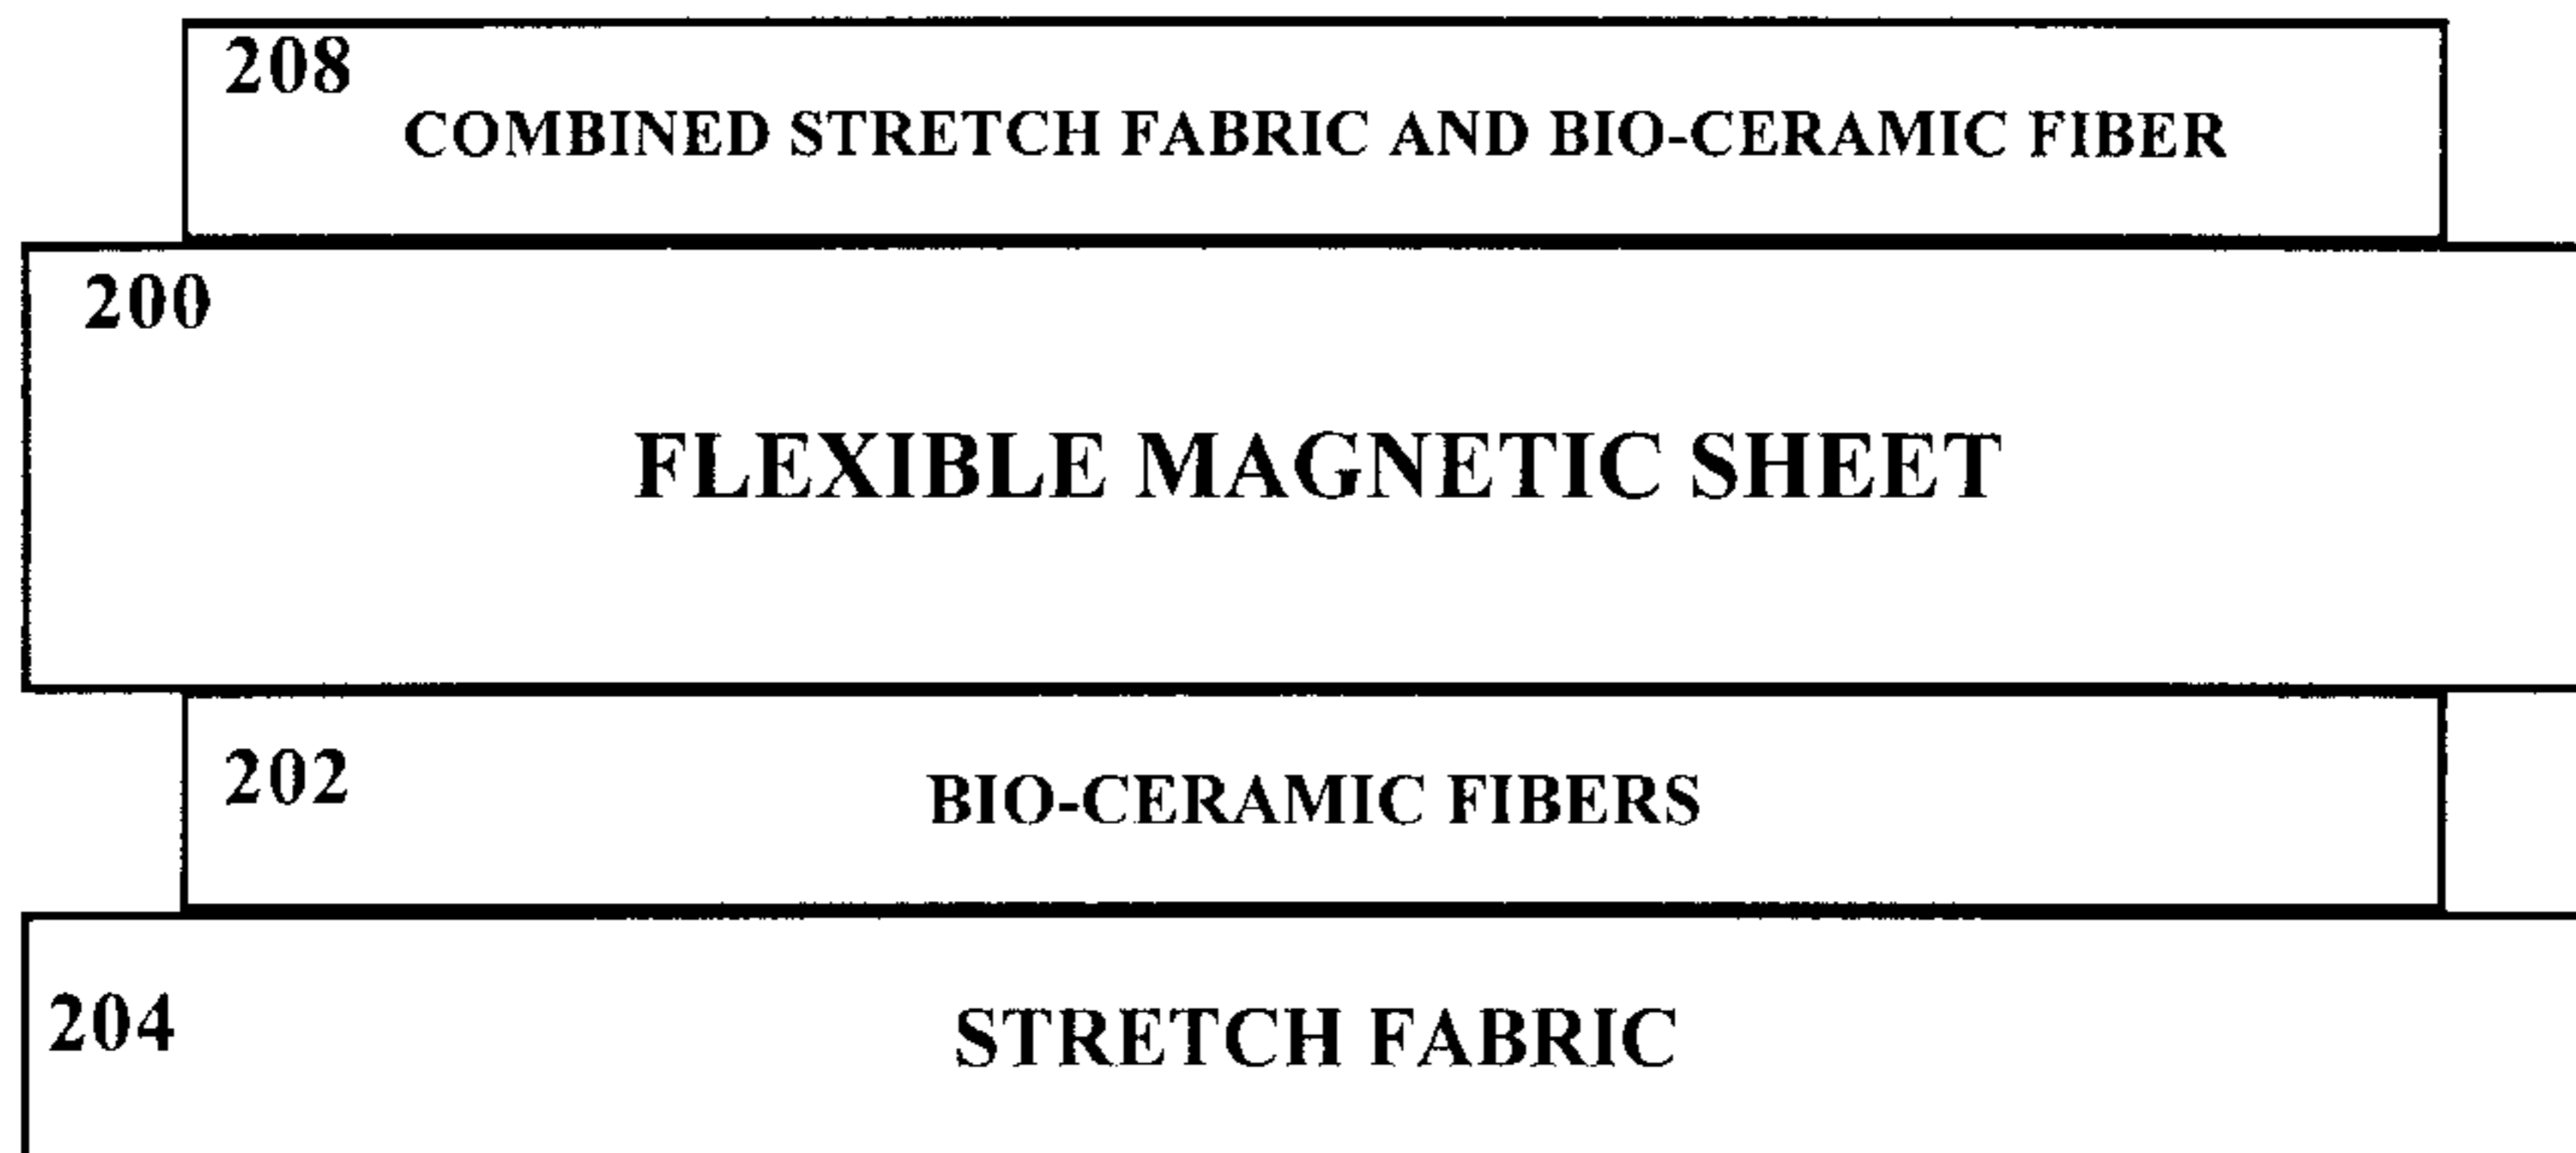 208
COMBINED STRETCH FABRIC AND BIO-CERAMIC FIBER
200
FLEXIBLE MAGNETIC SHEET
202
BIO-CERAMIC FIBERS
204
STRETCH FABRIC